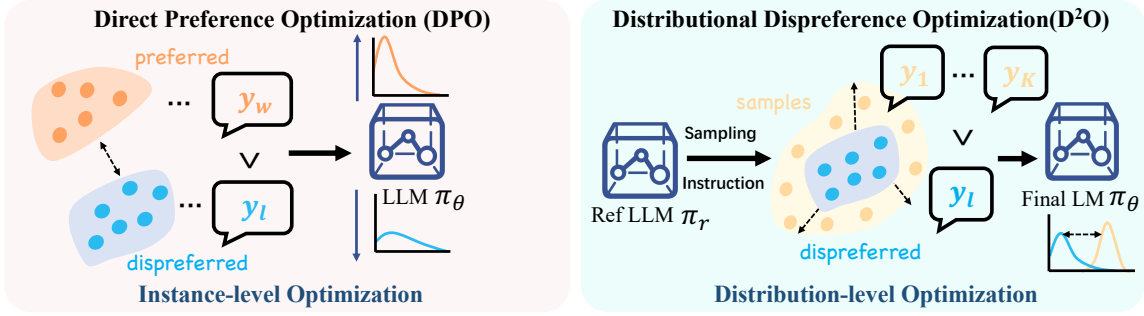 Direct Preference Optimization (DPO)
preferred
... y_w
∨
LLM π_θ
... y_l
dispreferred
Instance-level Optimization
Distributional Dispreference Optimization(D²O)
y_1 ... y_K
samples
Sampling
Instruction
∨
Ref LLM π_r
y_l
Final LM π_θ
dispreferred
Distribution-level Optimization